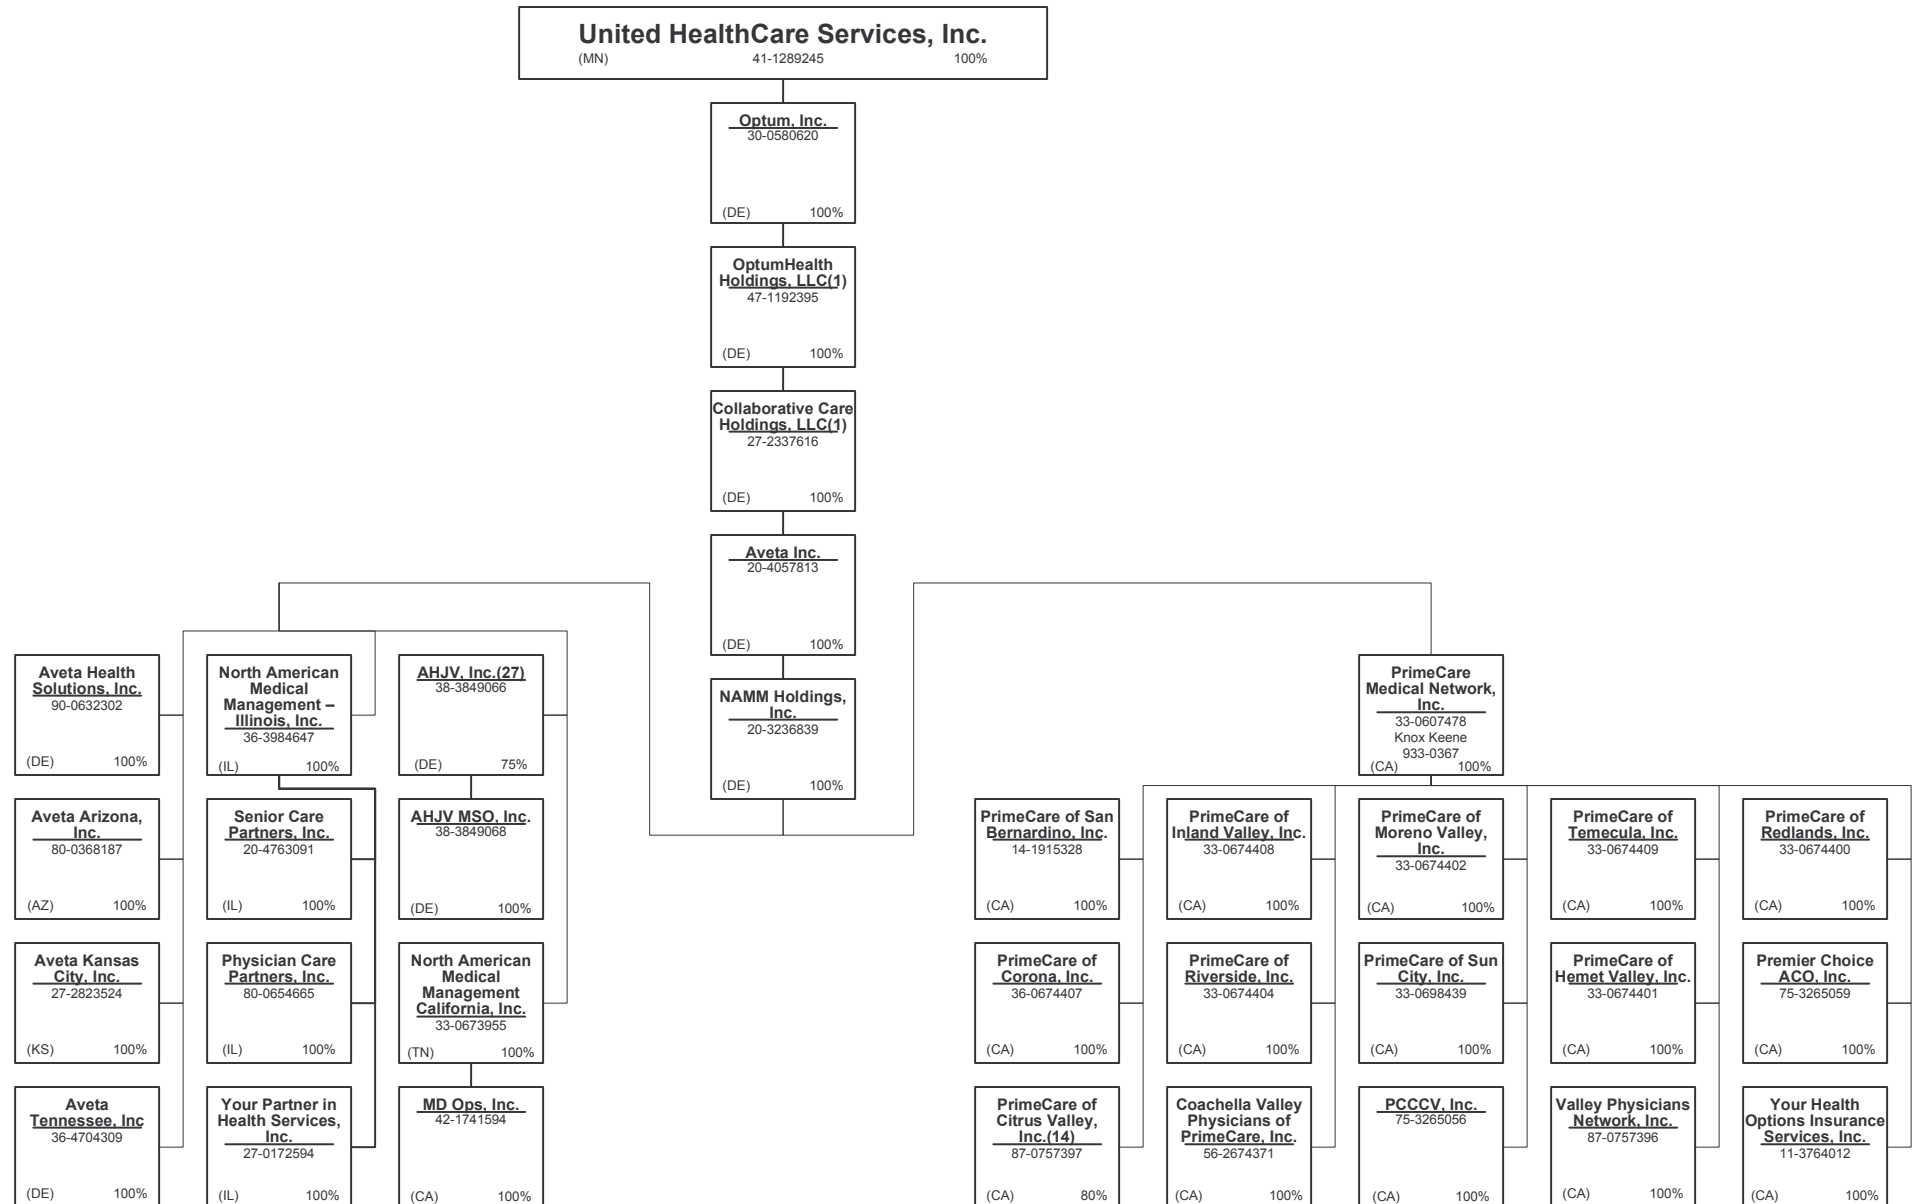 United HealthCare Services, Inc.
(MN) 41-1289245 100%
Optum, Inc.
30-0580620
(DE) 100%
OptumHealth
Holdings, LLC(1)
47-1192395
(DE) 100%
Collaborative Care
Holdings, LLC(1)
27-2337616
(DE) 100%
Aveta Inc.
20-4057813
(DE) 100%
NAMM Holdings,
Inc.
20-3236839
(DE) 100%
Aveta Health
Solutions, Inc.
90-0632302
(DE) 100%
North American
Medical
Management –
Illinois, Inc.
36-3984647
(IL) 100%
AHJV, Inc.(27)
38-3849066
(DE) 75%
PrimeCare
Medical Network,
Inc.
33-0607478
Knox Keene
933-0367
(CA) 100%
Aveta Arizona,
Inc.
80-0368187
(AZ) 100%
Senior Care
Partners, Inc.
20-4763091
(IL) 100%
AHJV MSO, Inc.
38-3849068
(DE) 100%
PrimeCare of San
Bernardino, Inc.
14-1915328
(CA) 100%
PrimeCare of
Inland Valley, Inc.
33-0674408
(CA) 100%
PrimeCare of
Moreno Valley,
Inc.
33-0674402
(CA) 100%
PrimeCare of
Temecula, Inc.
33-0674409
(CA) 100%
PrimeCare of
Redlands, Inc.
33-0674400
(CA) 100%
Aveta Kansas
City, Inc.
27-2823524
(KS) 100%
Physician Care
Partners, Inc.
80-0654665
(IL) 100%
North American
Medical
Management
California, Inc.
33-0673955
(TN) 100%
PrimeCare of
Corona, Inc.
36-0674407
(CA) 100%
PrimeCare of
Riverside, Inc.
33-0674404
(CA) 100%
PrimeCare of Sun
City, Inc.
33-0698439
(CA) 100%
PrimeCare of
Hemet Valley, Inc.
33-0674401
(CA) 100%
Premier Choice
ACO, Inc.
75-3265059
(CA) 100%
Aveta
Tennessee, Inc
36-4704309
(DE) 100%
Your Partner in
Health Services,
Inc.
27-0172594
(IL) 100%
MD Ops, Inc.
42-1741594
(CA) 100%
PrimeCare of
Citrus Valley,
Inc.(14)
87-0757397
(CA) 80%
Coachella Valley
Physicians of
PrimeCare, Inc.
56-2674371
(CA) 100%
PCCCV, Inc.
75-3265056
(CA) 100%
Valley Physicians
Network, Inc.
87-0757396
(CA) 100%
Your Health
Options Insurance
Services, Inc.
11-3764012
(CA) 100%